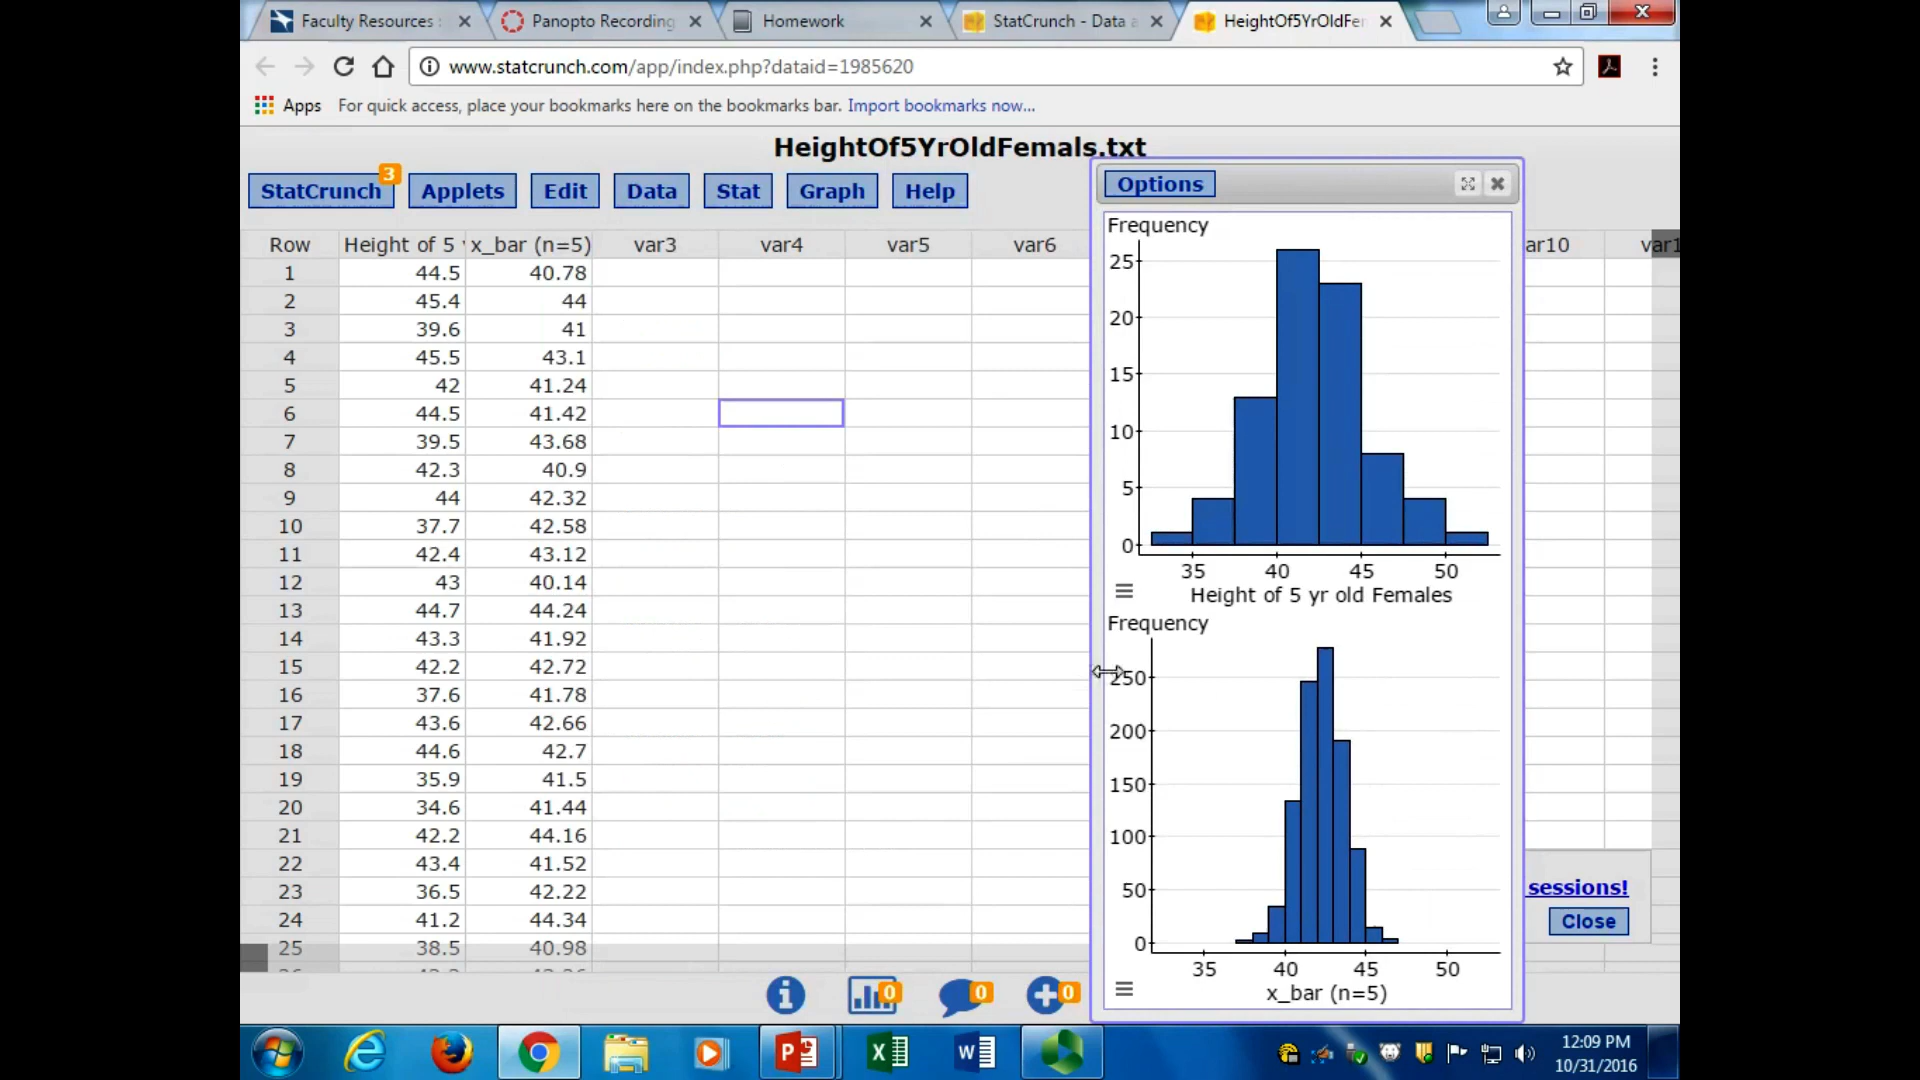 Faculty Resources
Panopto Recording
Homework
StatCrunch - Data
HeightOf5YrOldFem
www.statcrunch.com/app/index.php?dataid=1985620
Apps For quick access, place your bookmarks here on the bookmarks bar. Import bookmarks now...
HeightOf5YrOldFemals.txt
StatCrunch 3 Applets Edit Data Stat Graph Help
Row Height of 5 x_bar (n=5) var3 var4 var5 var6 ar10 var1
1 44.5 40.78
2 45.4 44
3 39.6 41
4 45.5 43.1
5 42 41.24
6 44.5 41.42
7 39.5 43.68
8 42.3 40.9
9 44 42.32
10 37.7 42.58
11 42.4 43.12
12 43 40.14
13 44.7 44.24
14 43.3 41.92
15 42.2 42.72
16 37.6 41.78
17 43.6 42.66
18 44.6 42.7
19 35.9 41.5
20 34.6 41.44
21 42.2 44.16
22 43.4 41.52
23 36.5 42.22
24 41.2 44.34
25 38.5 40.98
Options
Frequency
25
20
15
10
5
0
35 40 45 50
Height of 5 yr old Females
Frequency
250
200
150
100
50
0
35 40 45 50
x_bar (n=5)
sessions!
Close
0 0 0
12:09 PM
10/31/2016